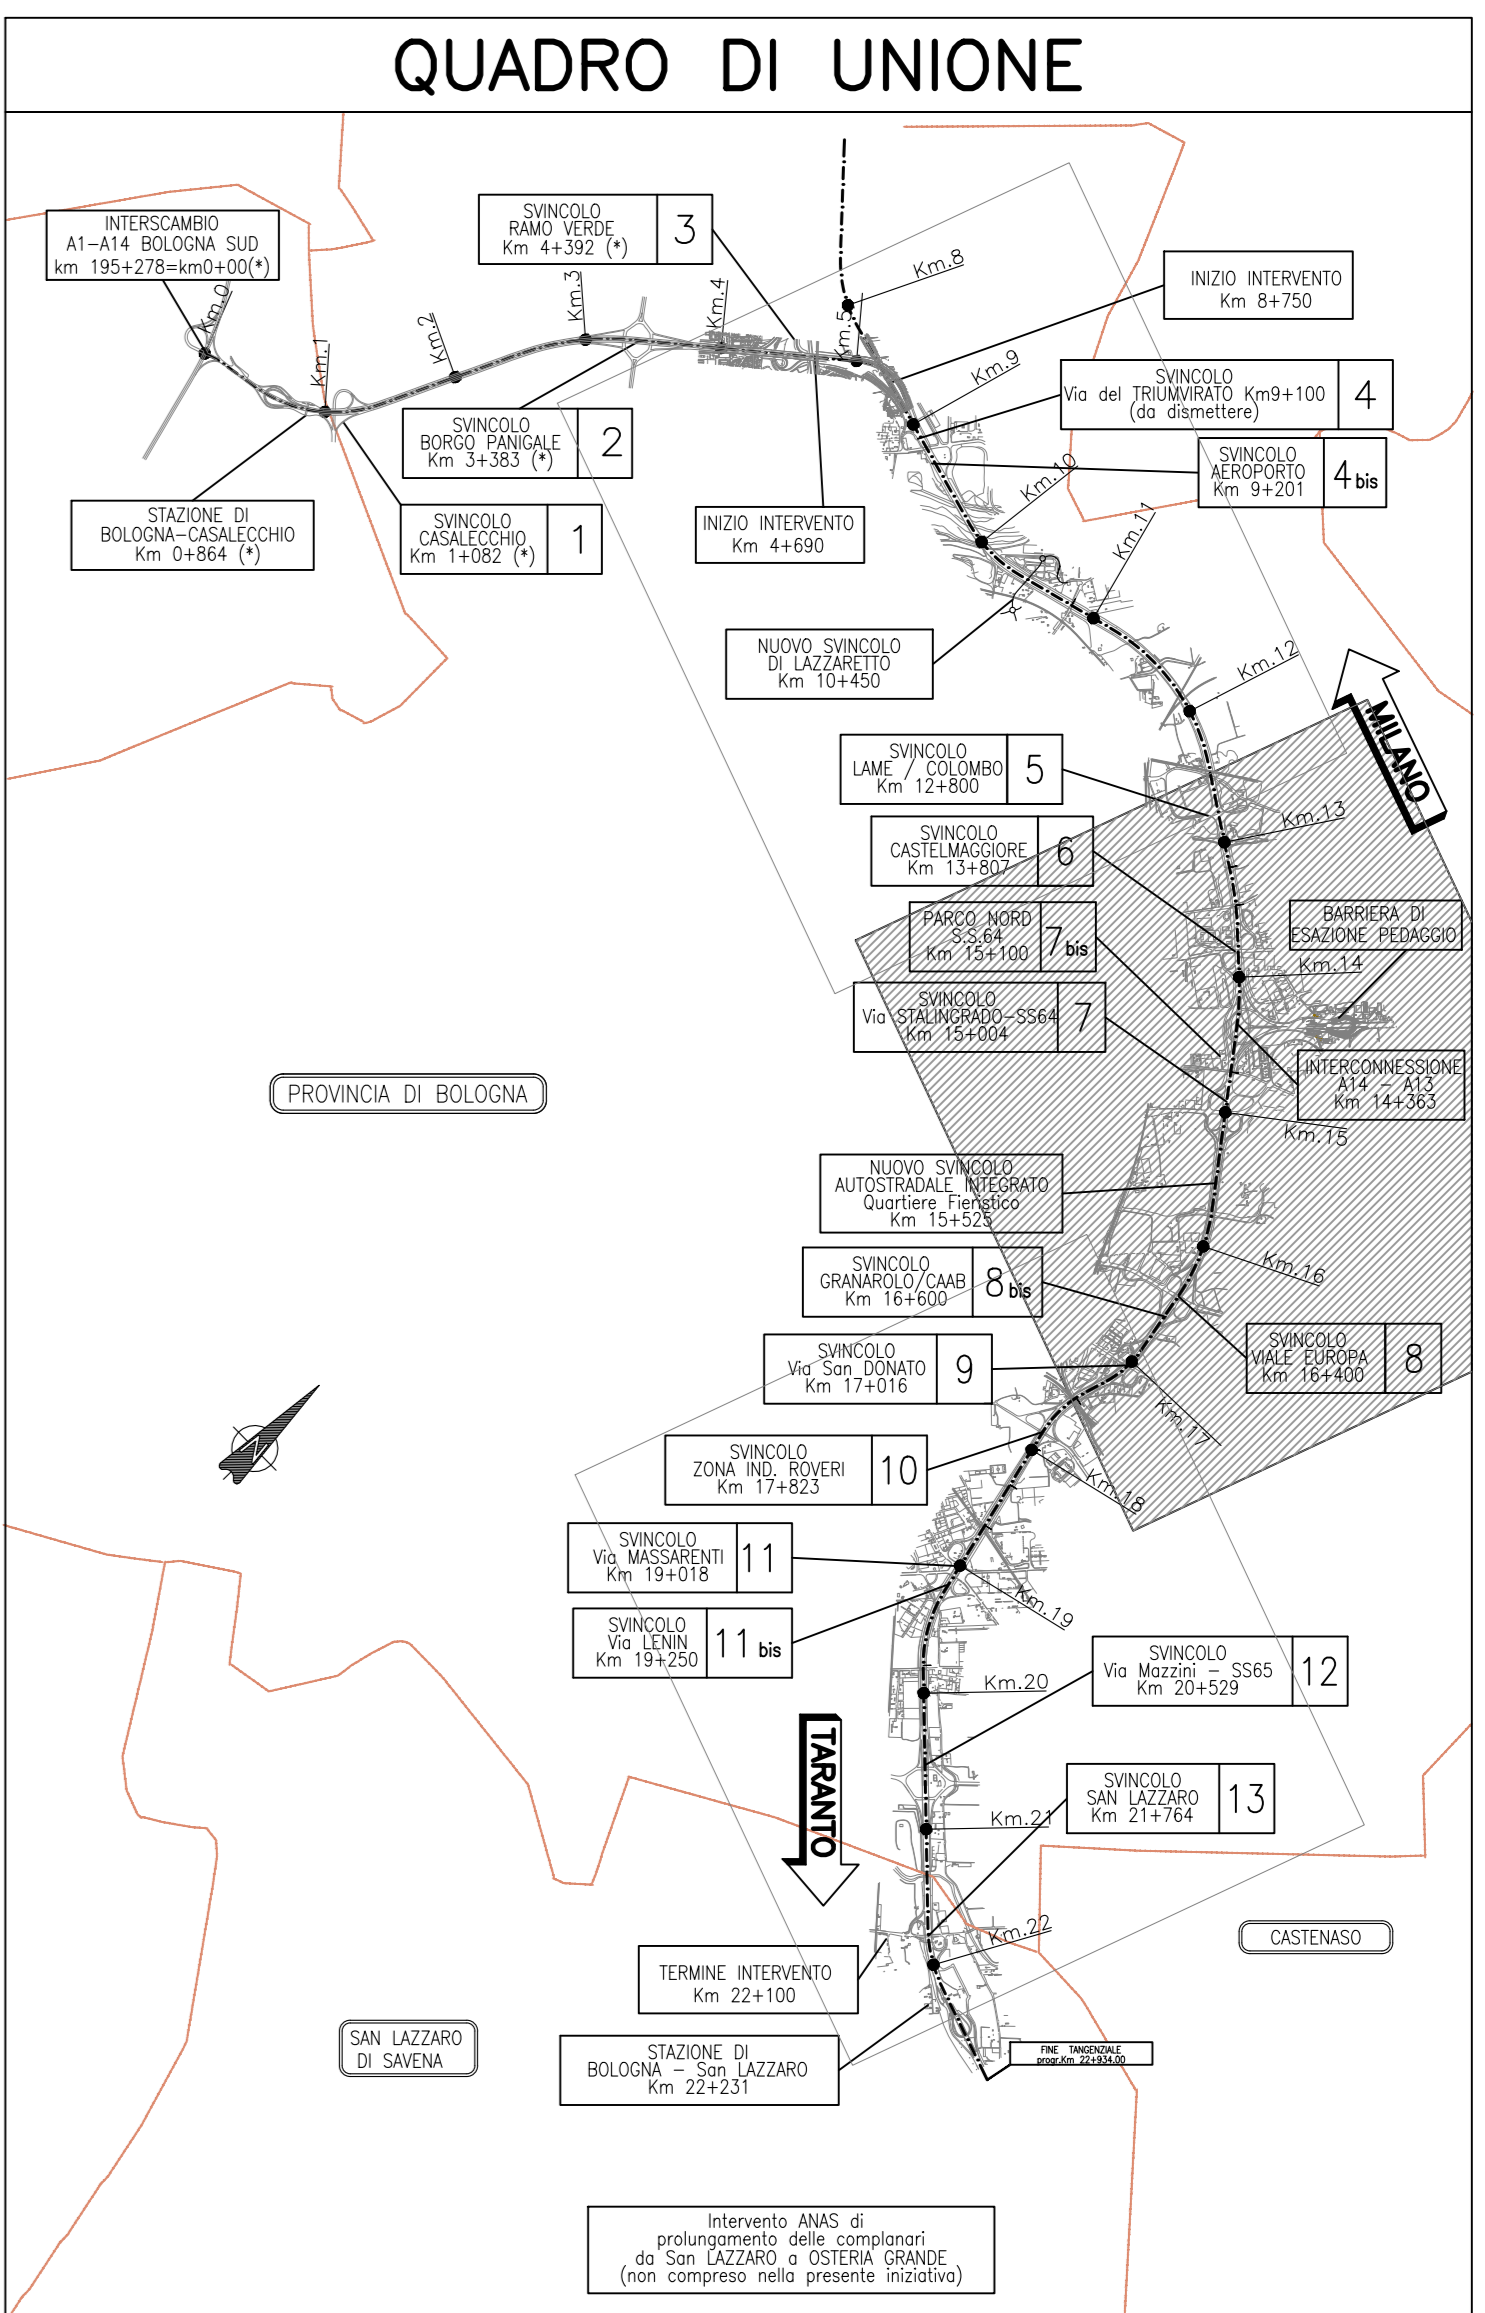 QUADRO DI UNIONE
INTERSCAMBIO
A1-A14 BOLOGNA SUD
km 195+278=km0+00(*)
SVINCOLO
RAMO VERDE
Km 4+392 (*)
3
INIZIO INTERVENTO
Km 8+750
Km.8
Km.0
Km.1
Km.2
Km.3
Km.4
Km.5
Km.9
SVINCOLO
Via del TRIUMVIRATO Km9+100
(da dismettere)
4
SVINCOLO
BORGO PANIGALE
Km 3+383 (*)
2
SVINCOLO
AEROPORTO
Km 9+201
4 bis
Km.10
STAZIONE DI
BOLOGNA-CASALECCHIO
Km 0+864 (*)
SVINCOLO
CASALECCHIO
Km 1+082 (*)
1
INIZIO INTERVENTO
Km 4+690
Km.11
NUOVO SVINCOLO
DI LAZZARETTO
Km 10+450
Km.12
MILANO
SVINCOLO
LAME / COLOMBO
Km 12+800
5
Km.13
SVINCOLO
CASTELMAGGIORE
Km 13+807
6
PARCO NORD
S.S.64
Km 15+100
7 bis
BARRIERA DI
ESAZIONE PEDAGGIO
Km.14
SVINCOLO
Via STALINGRADO-SS64
Km 15+004
7
INTERCONNESSIONE
A14 - A13
Km 14+363
PROVINCIA DI BOLOGNA
Km.15
NUOVO SVINCOLO
AUTOSTRADALE INTEGRATO
Quartiere Fieristico
Km 15+525
Km.16
SVINCOLO
GRANAROLO/CAAB
Km 16+600
8 bis
SVINCOLO
VIALE EUROPA
Km 16+400
8
SVINCOLO
Via San DONATO
Km 17+016
9
Km.17
N
SVINCOLO
ZONA IND. ROVERI
Km 17+823
10
Km.18
SVINCOLO
Via MASSARENTI
Km 19+018
11
Km.19
SVINCOLO
Via LENIN
Km 19+250
11 bis
SVINCOLO
Via Mazzini - SS65
Km 20+529
12
Km.20
TARANTO
SVINCOLO
SAN LAZZARO
Km 21+764
13
Km.21
Km.22
CASTENASO
TERMINE INTERVENTO
Km 22+100
SAN LAZZARO
DI SAVENA
STAZIONE DI
BOLOGNA - San LAZZARO
Km 22+231
FINE TANGENZIALE
progr.Km 22+934.00
Intervento ANAS di
prolungamento delle complanari
da San LAZZARO a OSTERIA GRANDE
(non compreso nella presente iniziativa)